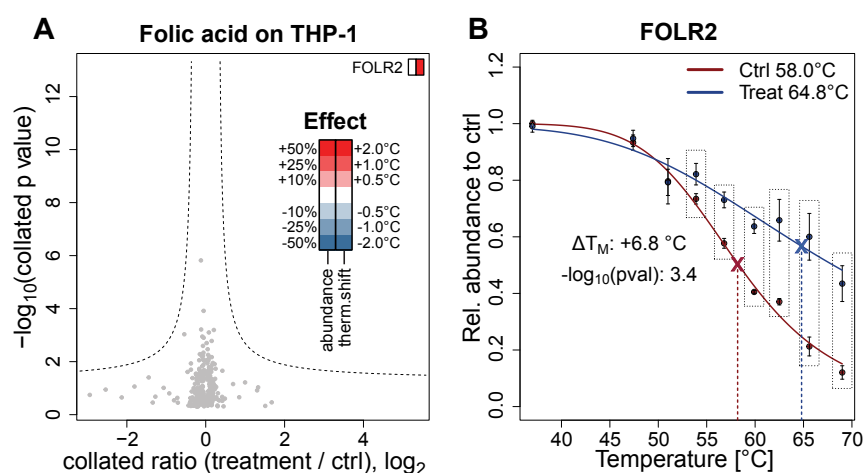 A
Folic acid on THP-1
FOLR2
Effect
+50% +2.0°C
+25% +1.0°C
+10% +0.5°C
-10% -0.5°C
-25% -1.0°C
-50% -2.0°C
abundance
therm.shift
−log10(collated p value)
0 2 4 6 8 10 12 14
−2 0 2 4
collated ratio (treatment / ctrl), log2
B
FOLR2
Ctrl 58.0°C
Treat 64.8°C
ΔTM: +6.8 °C
-log10(pval): 3.4
Rel. abundance to ctrl
0.0 0.2 0.4 0.6 0.8 1.0 1.2
40 45 50 55 60 65 70
Temperature [°C]